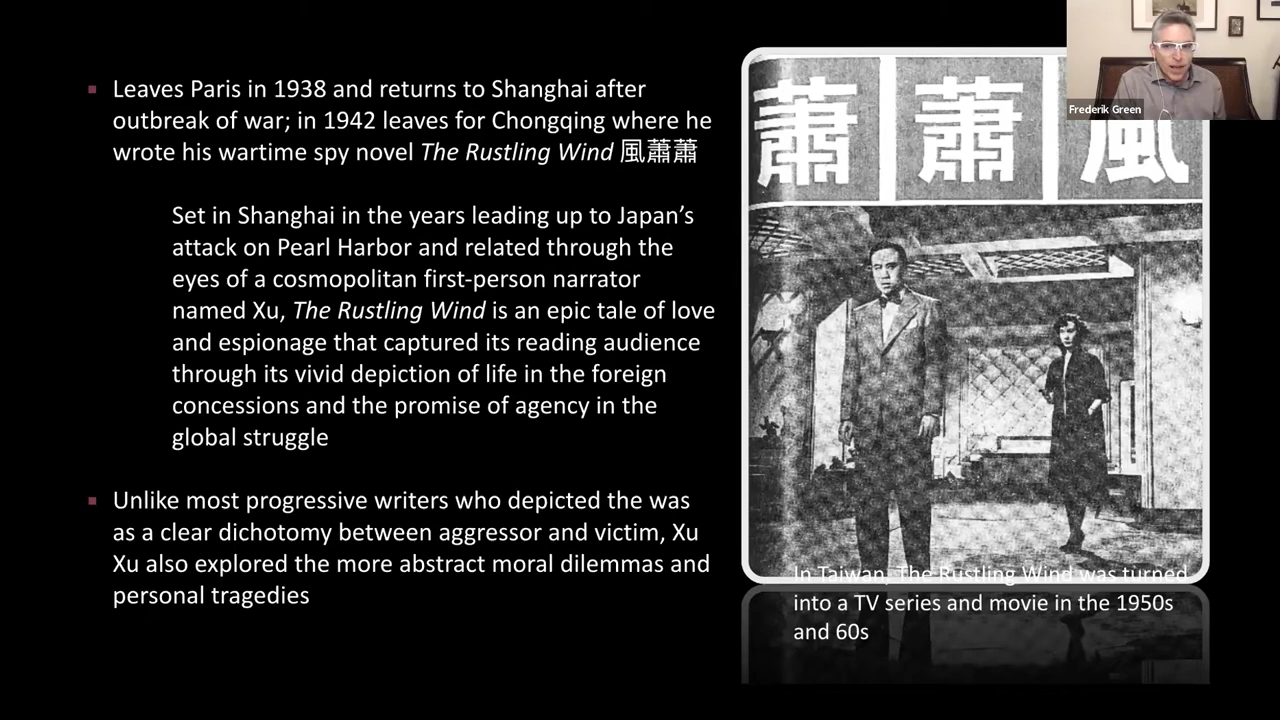 Leaves Paris in 1938 and returns to Shanghai after
outbreak of war; in 1942 leaves for Chongqing where he
wrote his wartime spy novel The Rustling Wind 風蕭蕭
Set in Shanghai in the years leading up to Japan’s
attack on Pearl Harbor and related through the
eyes of a cosmopolitan first-person narrator
named Xu, The Rustling Wind is an epic tale of love
and espionage that captured its reading audience
through its vivid depiction of life in the foreign
concessions and the promise of agency in the
global struggle
Unlike most progressive writers who depicted the was
as a clear dichotomy between aggressor and victim, Xu
Xu also explored the more abstract moral dilemmas and
personal tragedies
蕭蕭風
Frederik Green
In Taiwan, The Rustling Wind was turned
into a TV series and movie in the 1950s
and 60s